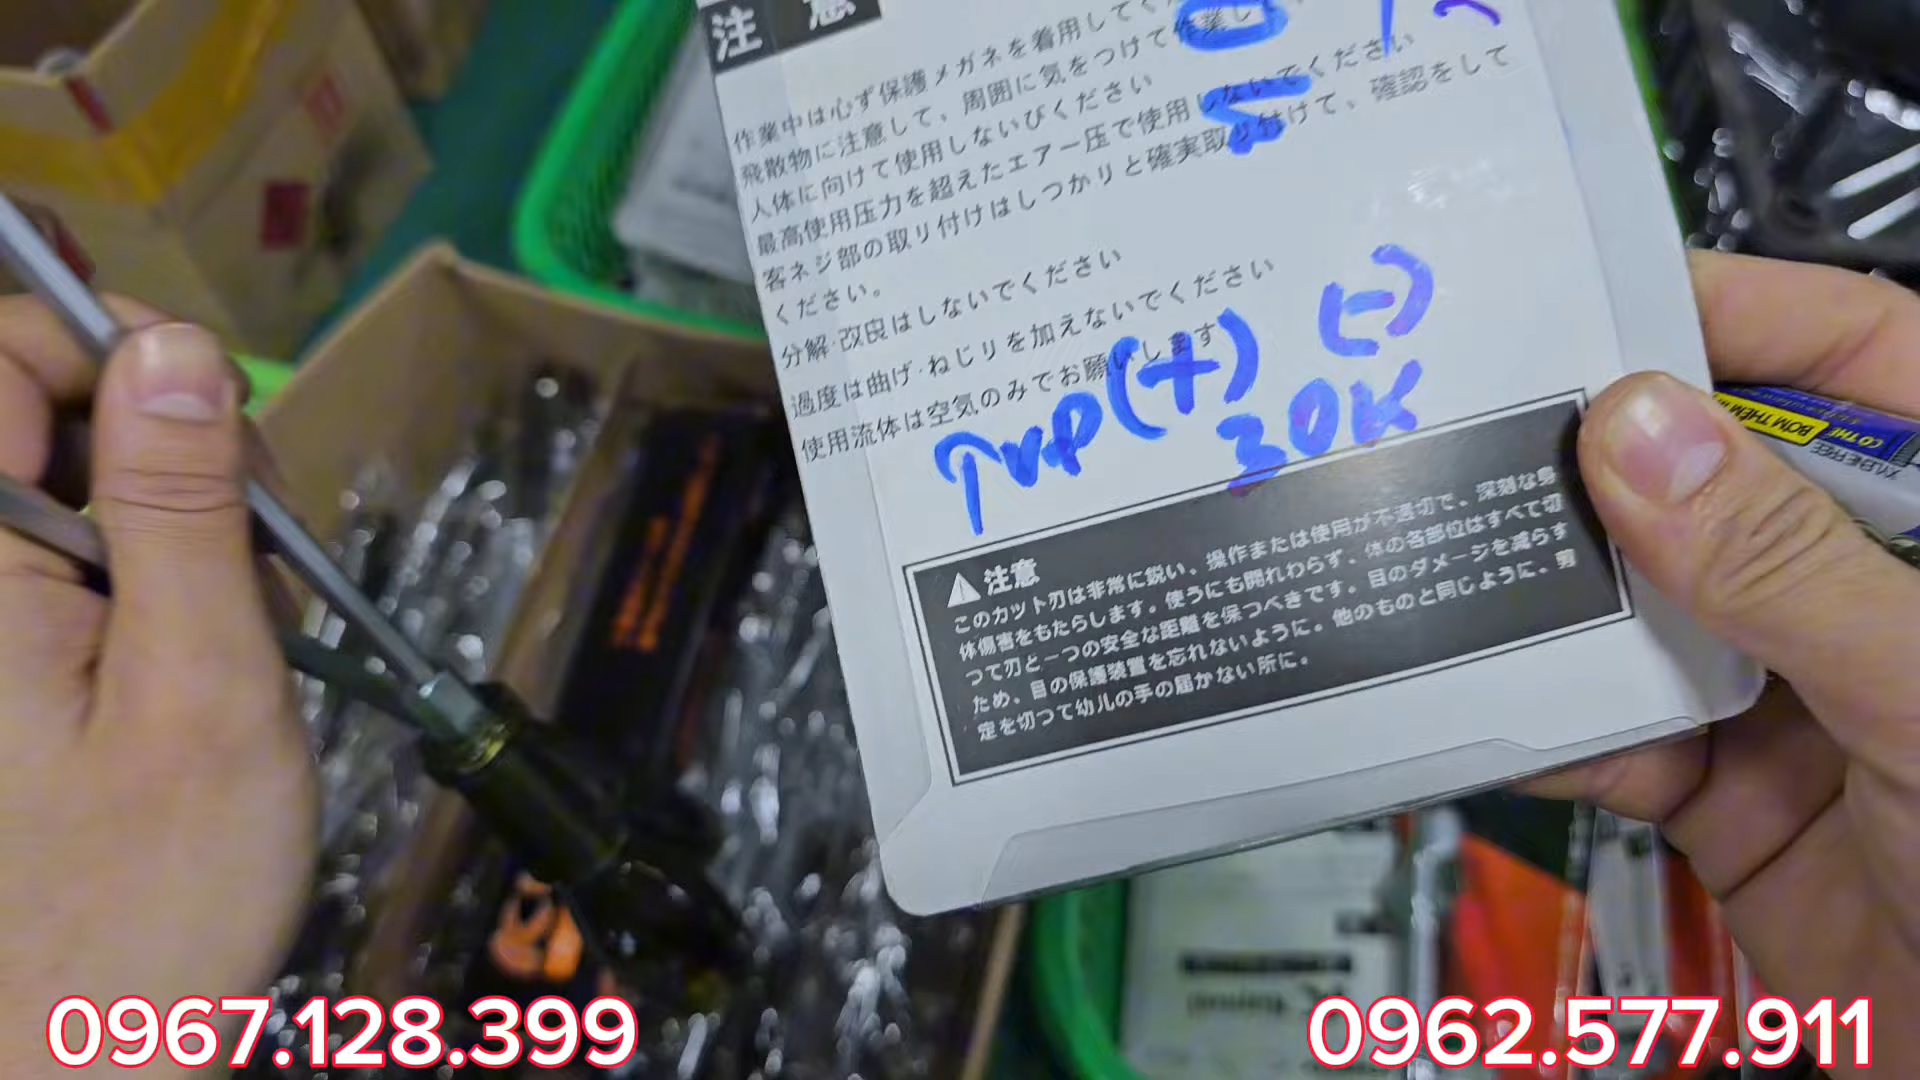 注意
作業中は心ず保護メガネを着用してく
飛散物に注意して、周囲に気をつけて作業し
人体に向けて使用しないびください
最高使用圧力を超えたエアー圧で使用しないでください
客ネジ部の取り付けはしつかりと確実取り付けて、確認をして
ください。
分解·改良はしないでください
過度は曲げ·ねじりを加えないでください
使用流体は空気のみでお願いします
(+) (-)
30K
注意
このカット刃は非常に鋭い、操作または使用が不適切で、深刻な身
体傷害をもたらします。使うにも関れわらず、体の各部位はすべて切
つて刃と一つの安全な距離を保つべきです。目のダメージを減らす
ため、目の保護装置を忘れないように。他のものと同じように、剪
定を切つて幼儿の手の届かない所に。
BOM THEM
CO THE
XYLENE FREE
0967.128.399
0962.577.911